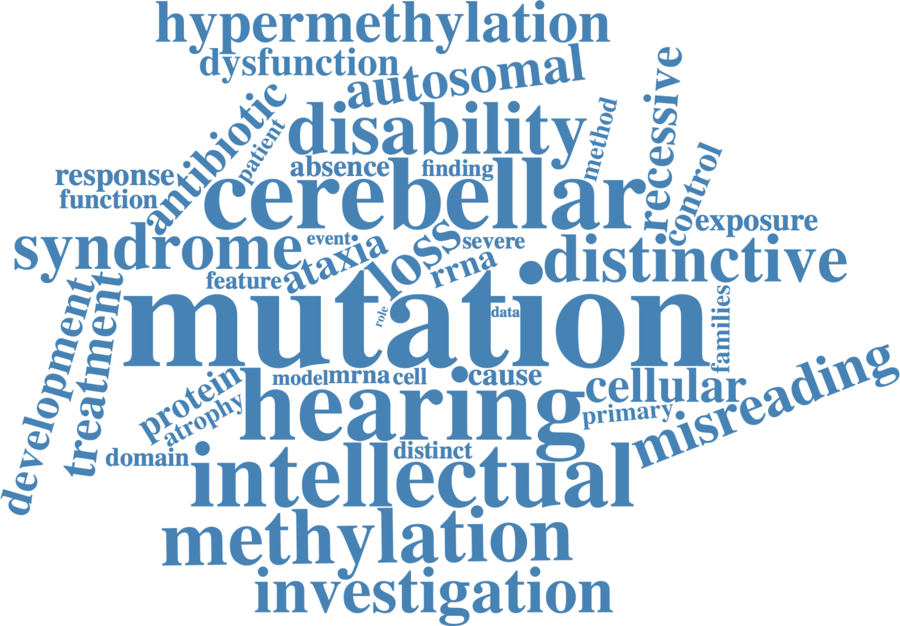 hypermethylation
dysfunction
autosomal
recessive
antibiotic
patient
disability
method
control
absence
finding
response
function
cerebellar
exposure
syndrome
event
ataxia
loss
severe
rrna
distinctive
feature
development
treatment
mutation
role
data
families
protein
atrophy
model
mrna
cell
cause
cellular
hearing
primary
misreading
domain
distinct
intellectual
methylation
investigation